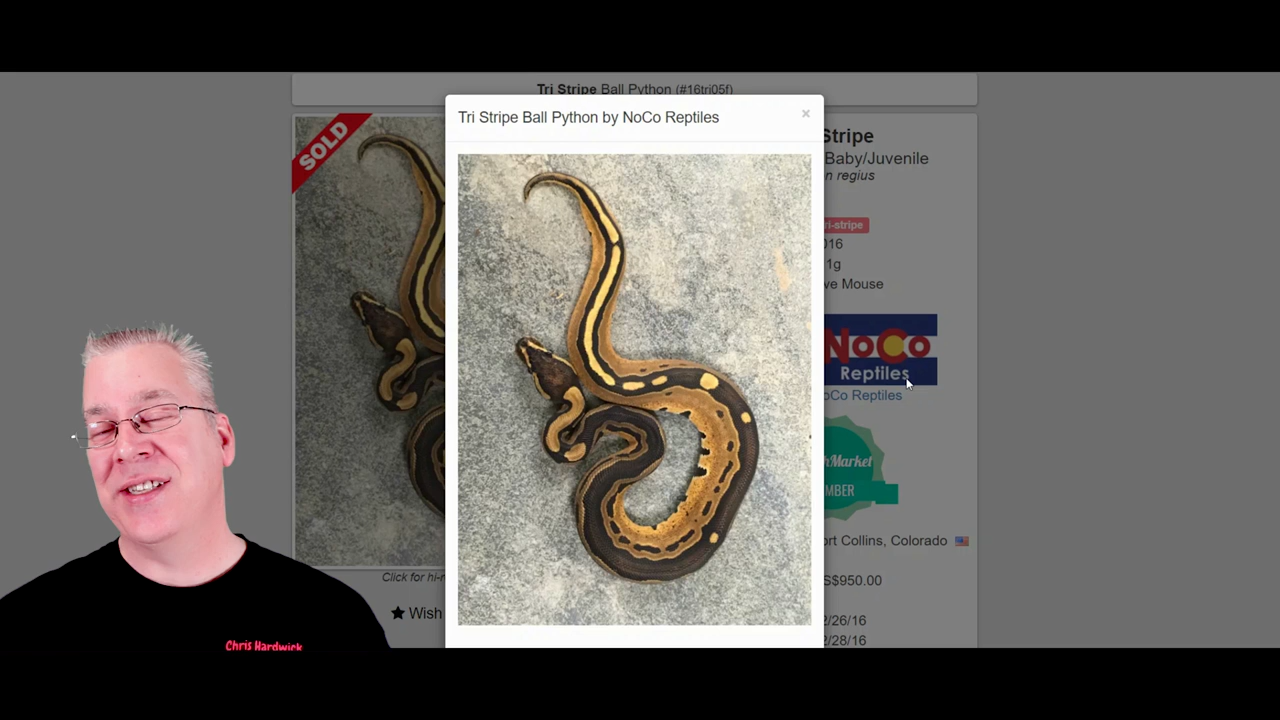 Tri Stripe Ball Python (#16tri05f)
Tri Stripe Ball Python by NoCo Reptiles
×
SOLD
Stripe
Baby/Juvenile
n regius
ri-stripe
016
1g
ve Mouse
NoCo
Reptiles
oCo Reptiles
hMarket
MBER
ort Collins, Colorado
S$950.00
2/26/16
2/28/16
Click for hi-r
Wish
Chris Hardwick